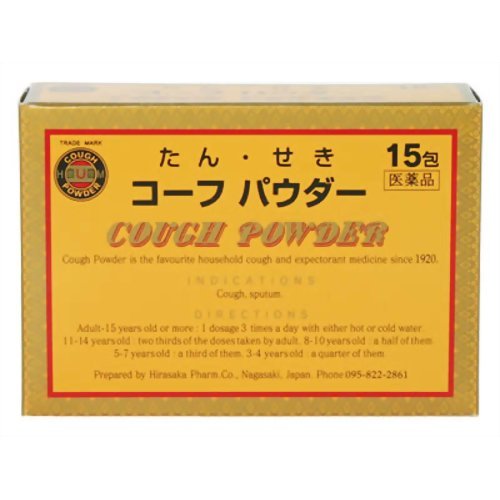 TRADE MARK
COUGH
H U M
POWDER
たん・せき
15包
コーフ パウダー
医薬品
COUGH POWDER
Cough Powder is the favourite household cough and expectorant medicine since 1920.
INDICATIONS
Cough, sputum.
DIRECTIONS
Adult-15 years old or more : 1 dosage 3 times a day with either hot or cold water.
11-14 years old : two thirds of the doses taken by adult. 8-10 years old : a half of them.
5-7 years old : a third of them. 3-4 years old : a quarter of them.
Prepared by Hirasaka Pharm.Co., Nagasaki, Japan. Phone 095-822-2861